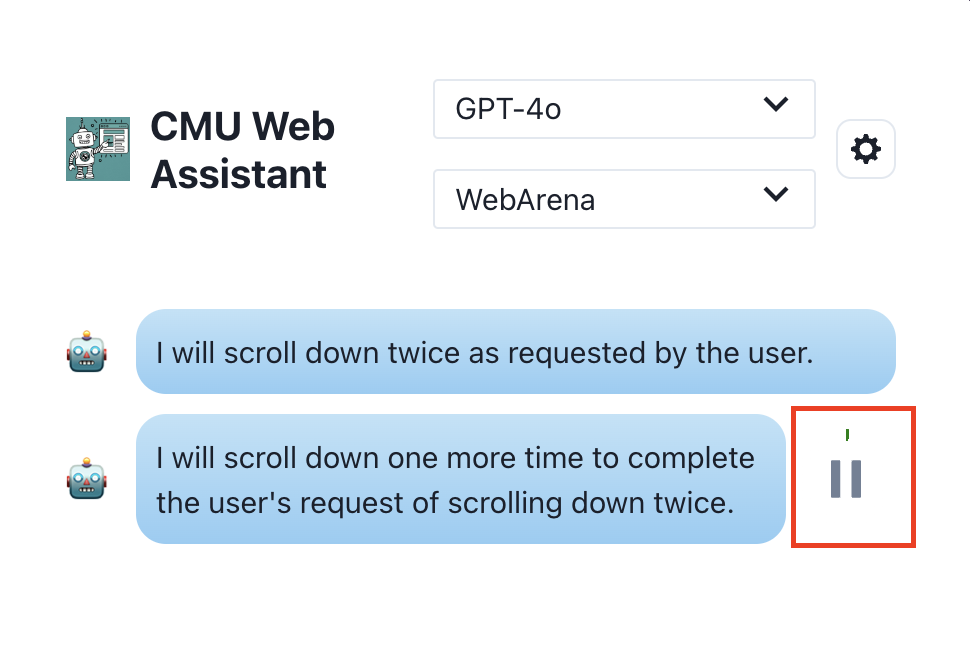 CMU Web
Assistant
GPT-4o
WebArena
I will scroll down twice as requested by the user.
I will scroll down one more time to complete
the user's request of scrolling down twice.